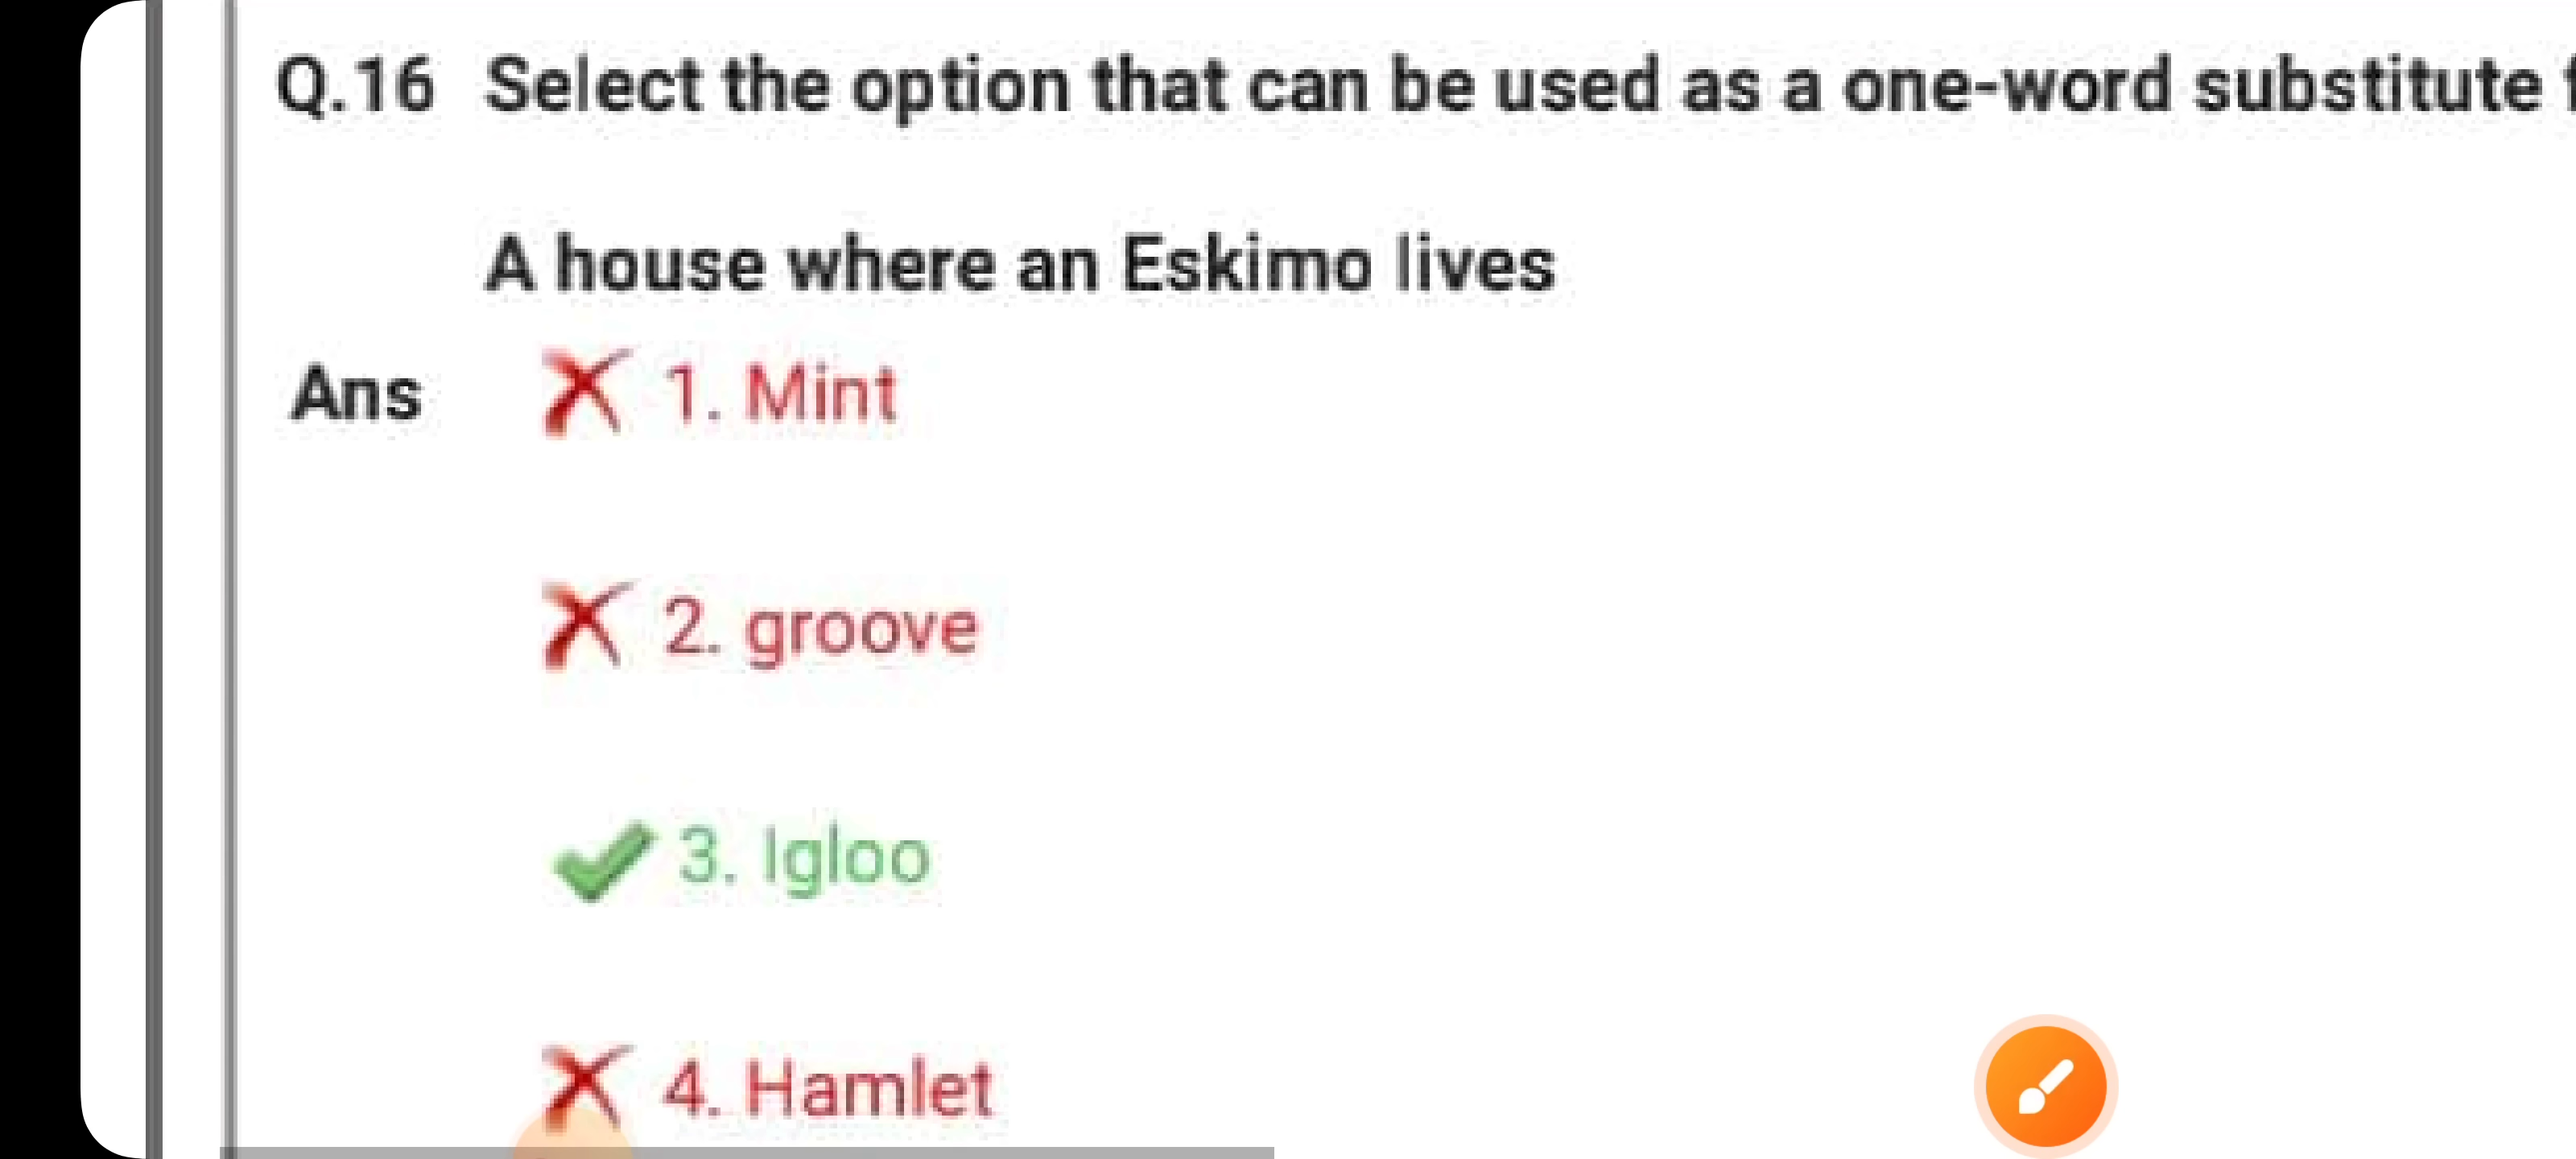 Q.16 Select the option that can be used as a one-word substitute
A house where an Eskimo lives
Ans 1. Mint
2. groove
3. Igloo
4. Hamlet